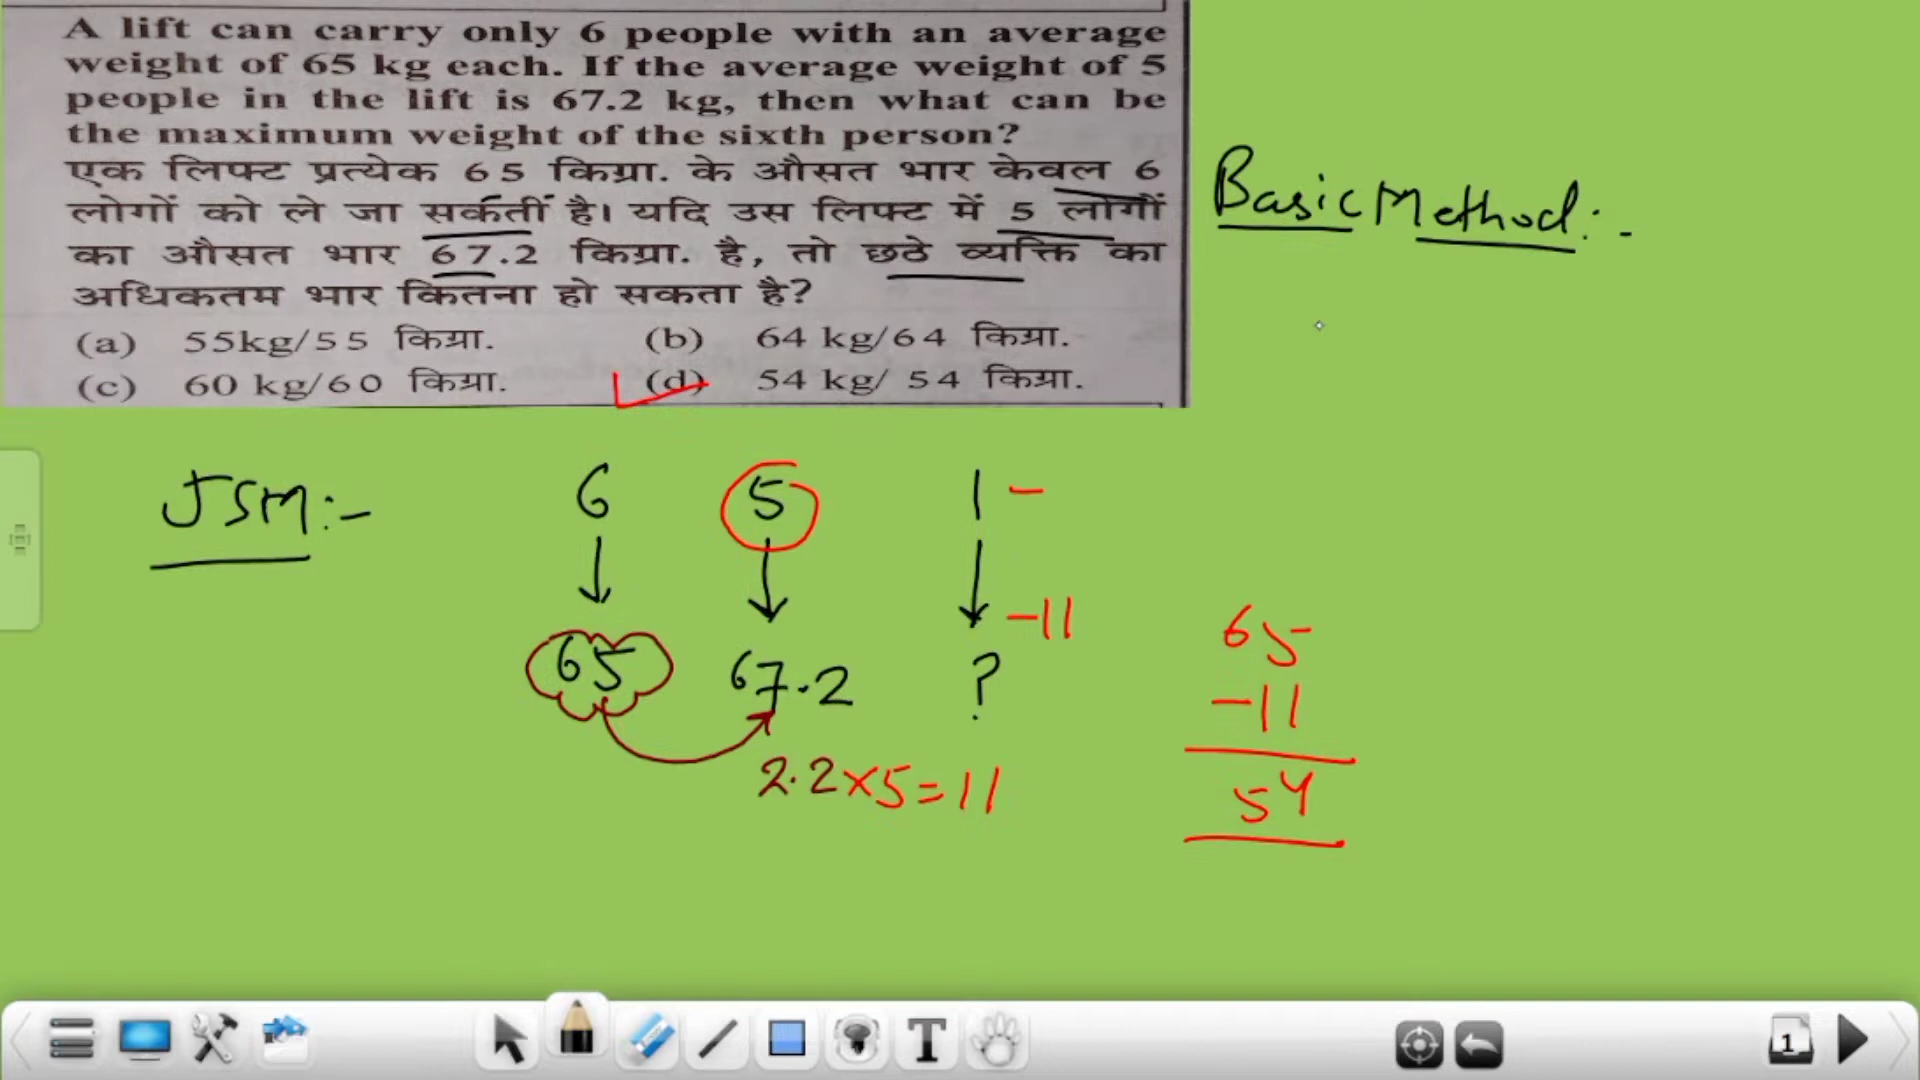 A lift can carry only 6 people with an average
weight of 65 kg each. If the average weight of 5
people in the lift is 67.2 kg, then what can be
the maximum weight of the sixth person?
एक लिफ्ट प्रत्येक 65 किग्रा. के औसत भार केवल 6
लोगों को ले जा सकतीं है। यदि उस लिफ्ट में 5 लोगों
का औसत भार 67.2 किग्रा. है, तो छठे व्यक्ति का
अधिकतम भार कितना हो सकता है?
(a) 55kg/55 किग्रा. (b) 64 kg/64 किग्रा.
(c) 60 kg/60 किग्रा. (d) 54 kg/ 54 किग्रा.
Basic Method:-
JSM:- 6 5 1 -
-11
65 67.2 ?
2.2×5=11
65
-11
54
T
1